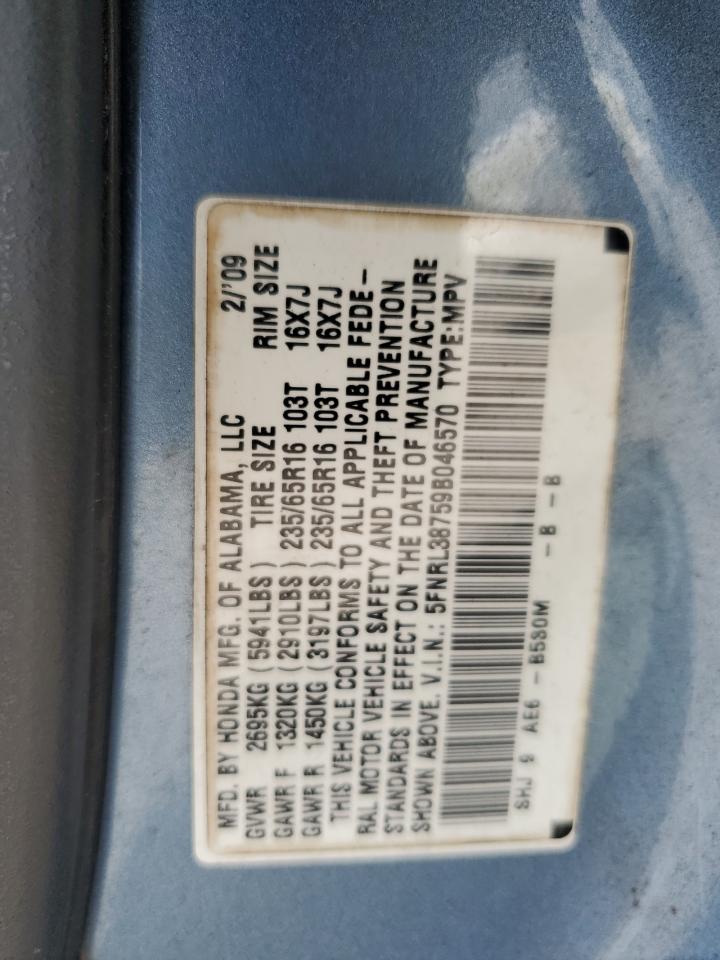 MFD. BY HONDA MFG. OF ALABAMA, LLC 2/'09
GVWR 2695KG (5941LBS) TIRE SIZE RIM SIZE
GAWR F 1320KG (2910LBS) 235/65R16 103T 16X7J
GAWR R 1450KG (3197LBS) 235/65R16 103T 16X7J
THIS VEHICLE CONFORMS TO ALL APPLICABLE FEDE-
RAL MOTOR VEHICLE SAFETY AND THEFT PREVENTION
STANDARDS IN EFFECT ON THE DATE OF MANUFACTURE
SHOWN ABOVE. V.I.N.: 5FNRL38759B046570 TYPE:MPV
SHJ 9 AE6 -B530M -B -B